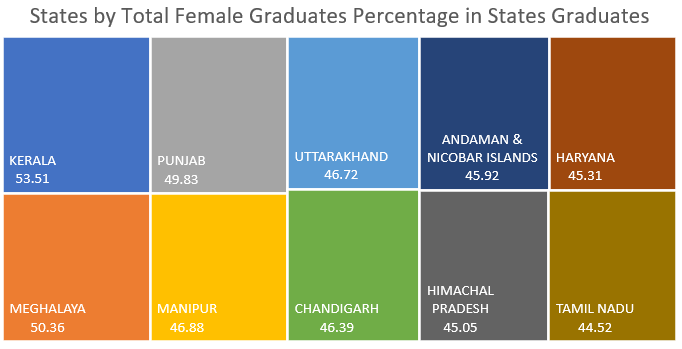 States by Total Female Graduates Percentage in States Graduates
KERALA
53.51
PUNJAB
49.83
UTTARAKHAND
46.72
ANDAMAN &
NICOBAR ISLANDS
45.92
HARYANA
45.31
MEGHALAYA
50.36
MANIPUR
46.88
CHANDIGARH
46.39
HIMACHAL
PRADESH
45.05
TAMIL NADU
44.52